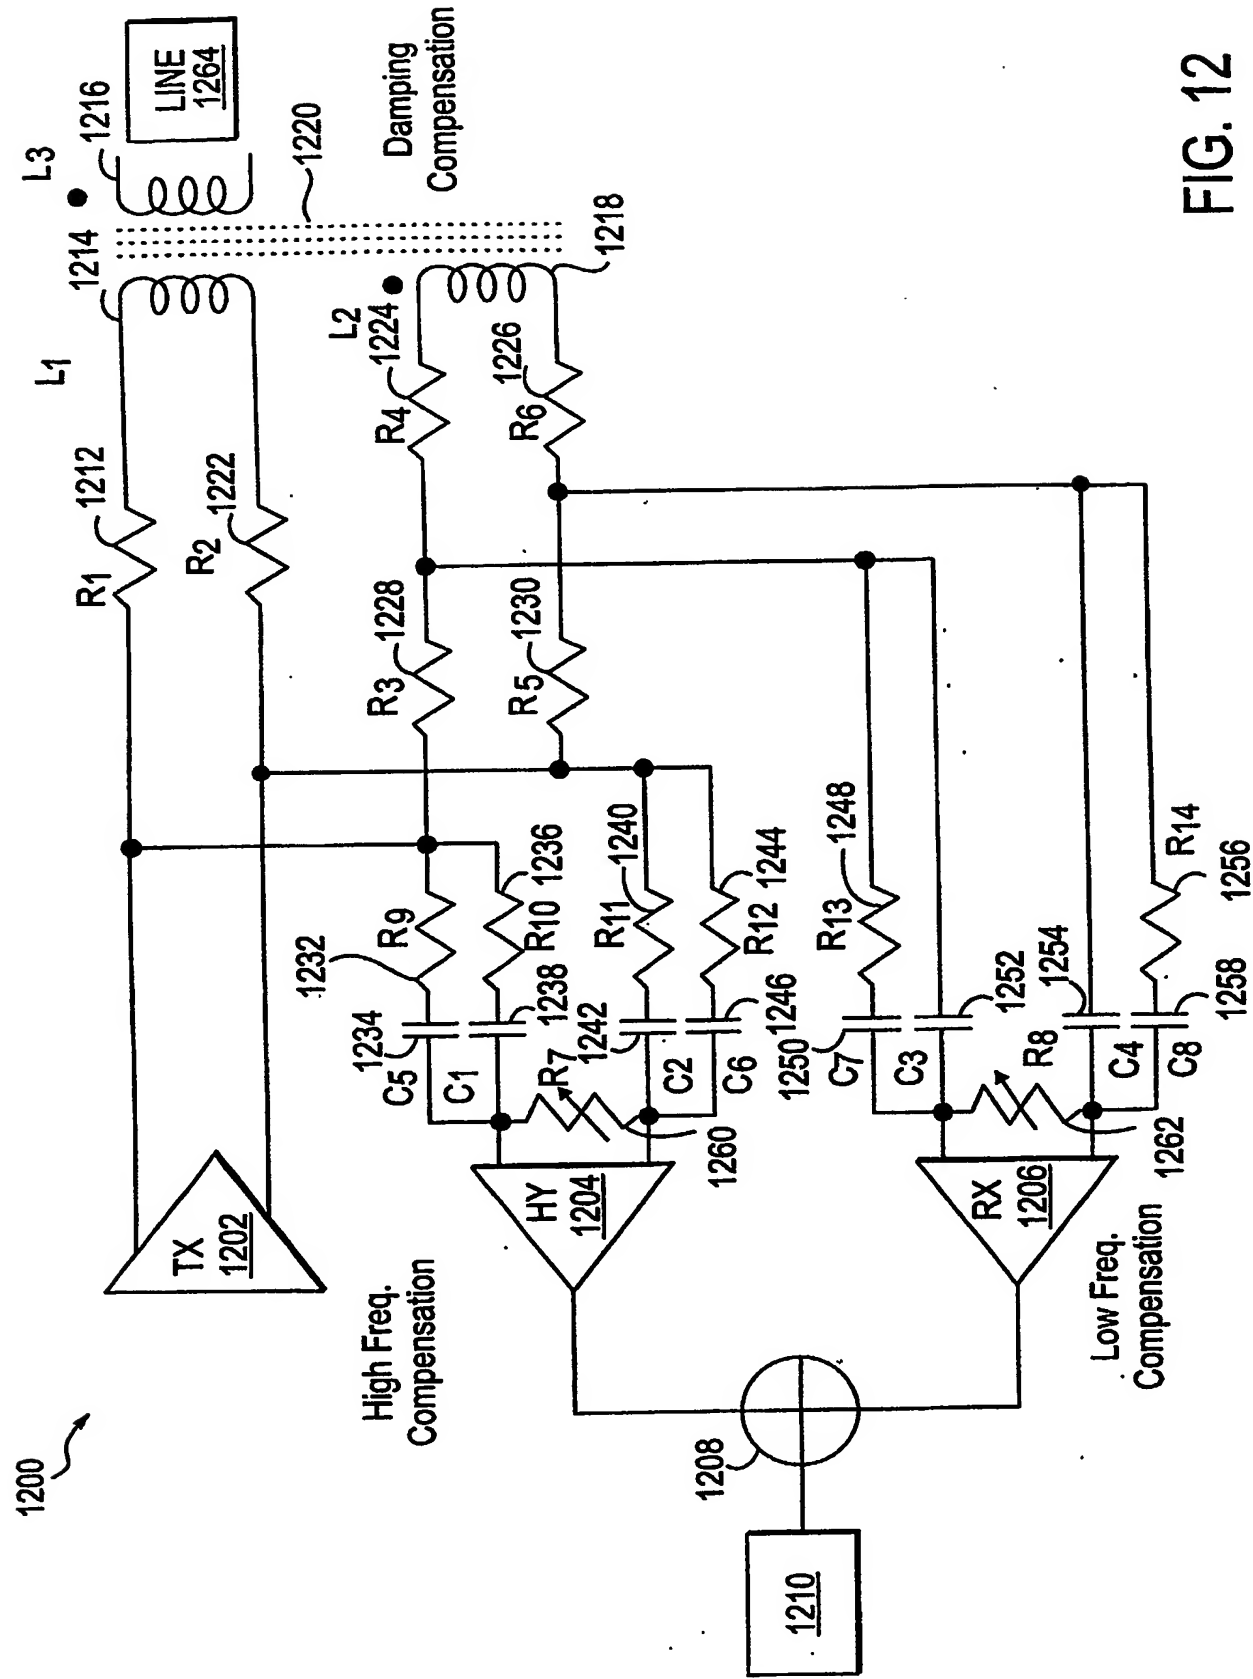 1200
TX
1202
R1
1212
L1
1214
L3
1216
LINE
1264
R2
1222
1220
Damping
Compensation
L2
1224
R4
1218
1226
R6
R3
1228
R5
1230
High Freq.
Compensation
1232
R9
1234
C5
1236
R10
1238
C1
R7
1240
R11
1242
C2
1244
R12
1246
C6
1260
HY
1204
1248
R13
1250
C7
C3
1252
R8
1254
C4
R14
1256
1258
C8
1262
RX
1206
Low Freq.
Compensation
1208
1210
FIG. 12